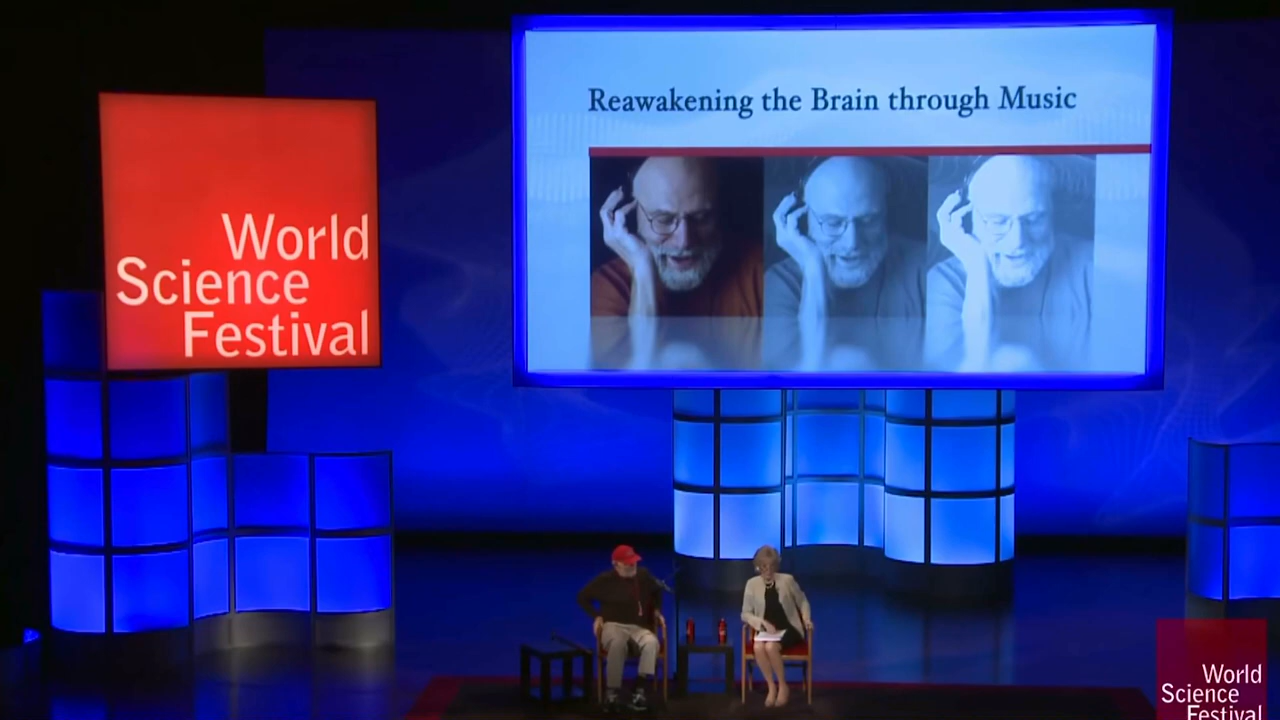 Reawakening the Brain through Music
World
Science
Festival
World
Science
Festival